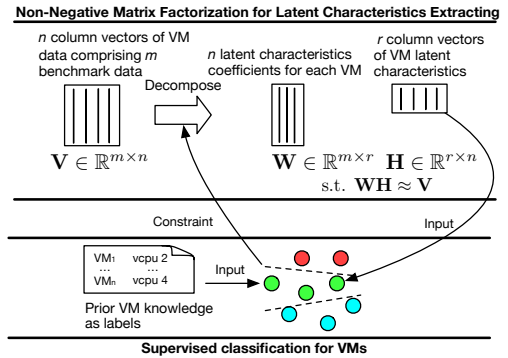 Non-Negative Matrix Factorization for Latent Characteristics Extracting
n column vectors of VM
data comprising m
benchmark data
Decompose
n latent characteristics
coefficients for each VM
r column vectors
of VM latent
characteristics
V ∈ ℝ^{m×n}
W ∈ ℝ^{m×r} H ∈ ℝ^{r×n}
s.t. WH ≈ V
Constraint
Input
VM₁ vcpu 2
... ...
VMₙ vcpu 4
Input
Prior VM knowledge
as labels
Supervised classification for VMs